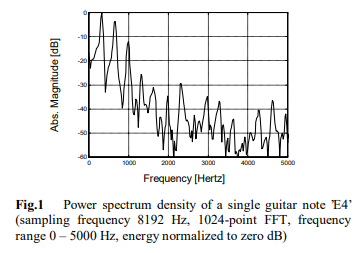 0
-10
-20
-30
-40
-50
-60
Abs. Magnitude [dB]
0 1000 2000 3000 4000 5000
Frequency [Hertz]
Fig.1 Power spectrum density of a single guitar note 'E4'
(sampling frequency 8192 Hz, 1024-point FFT, frequency
range 0 – 5000 Hz, energy normalized to zero dB)